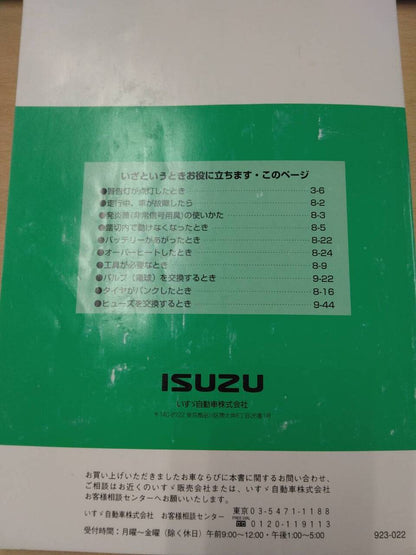 いざというときお役に立ちます・このページ
●警告灯が点灯したとき 3-6
●走行中、車が故障したら 8-2
●発炎筒(非常信号用具)の使いかた 8-3
●踏切内で動けなくなったとき 8-5
●バッテリーがあがったとき 8-22
●オーバーヒートしたとき 8-24
●工具が必要なとき 8-9
●バルブ(電球)を交換するとき 9-22
●タイヤがパンクしたとき 8-16
●ヒューズを交換するとき 9-44
ISUZU
いすゞ自動車株式会社
お買い上げいただきましたお車ならびに本書に関するお問い合わせ、
ご相談はお近くのいすゞ販売会社または、いすゞ自動車株式会社
お客様相談センターへお願いいたします。
いすゞ自動車株式会社 お客様相談センター 東京03-5471-1188
0120-119113
受付時間：月曜～金曜（除く休日）午前9:00～12:00・午後1:00～5:00
923-022